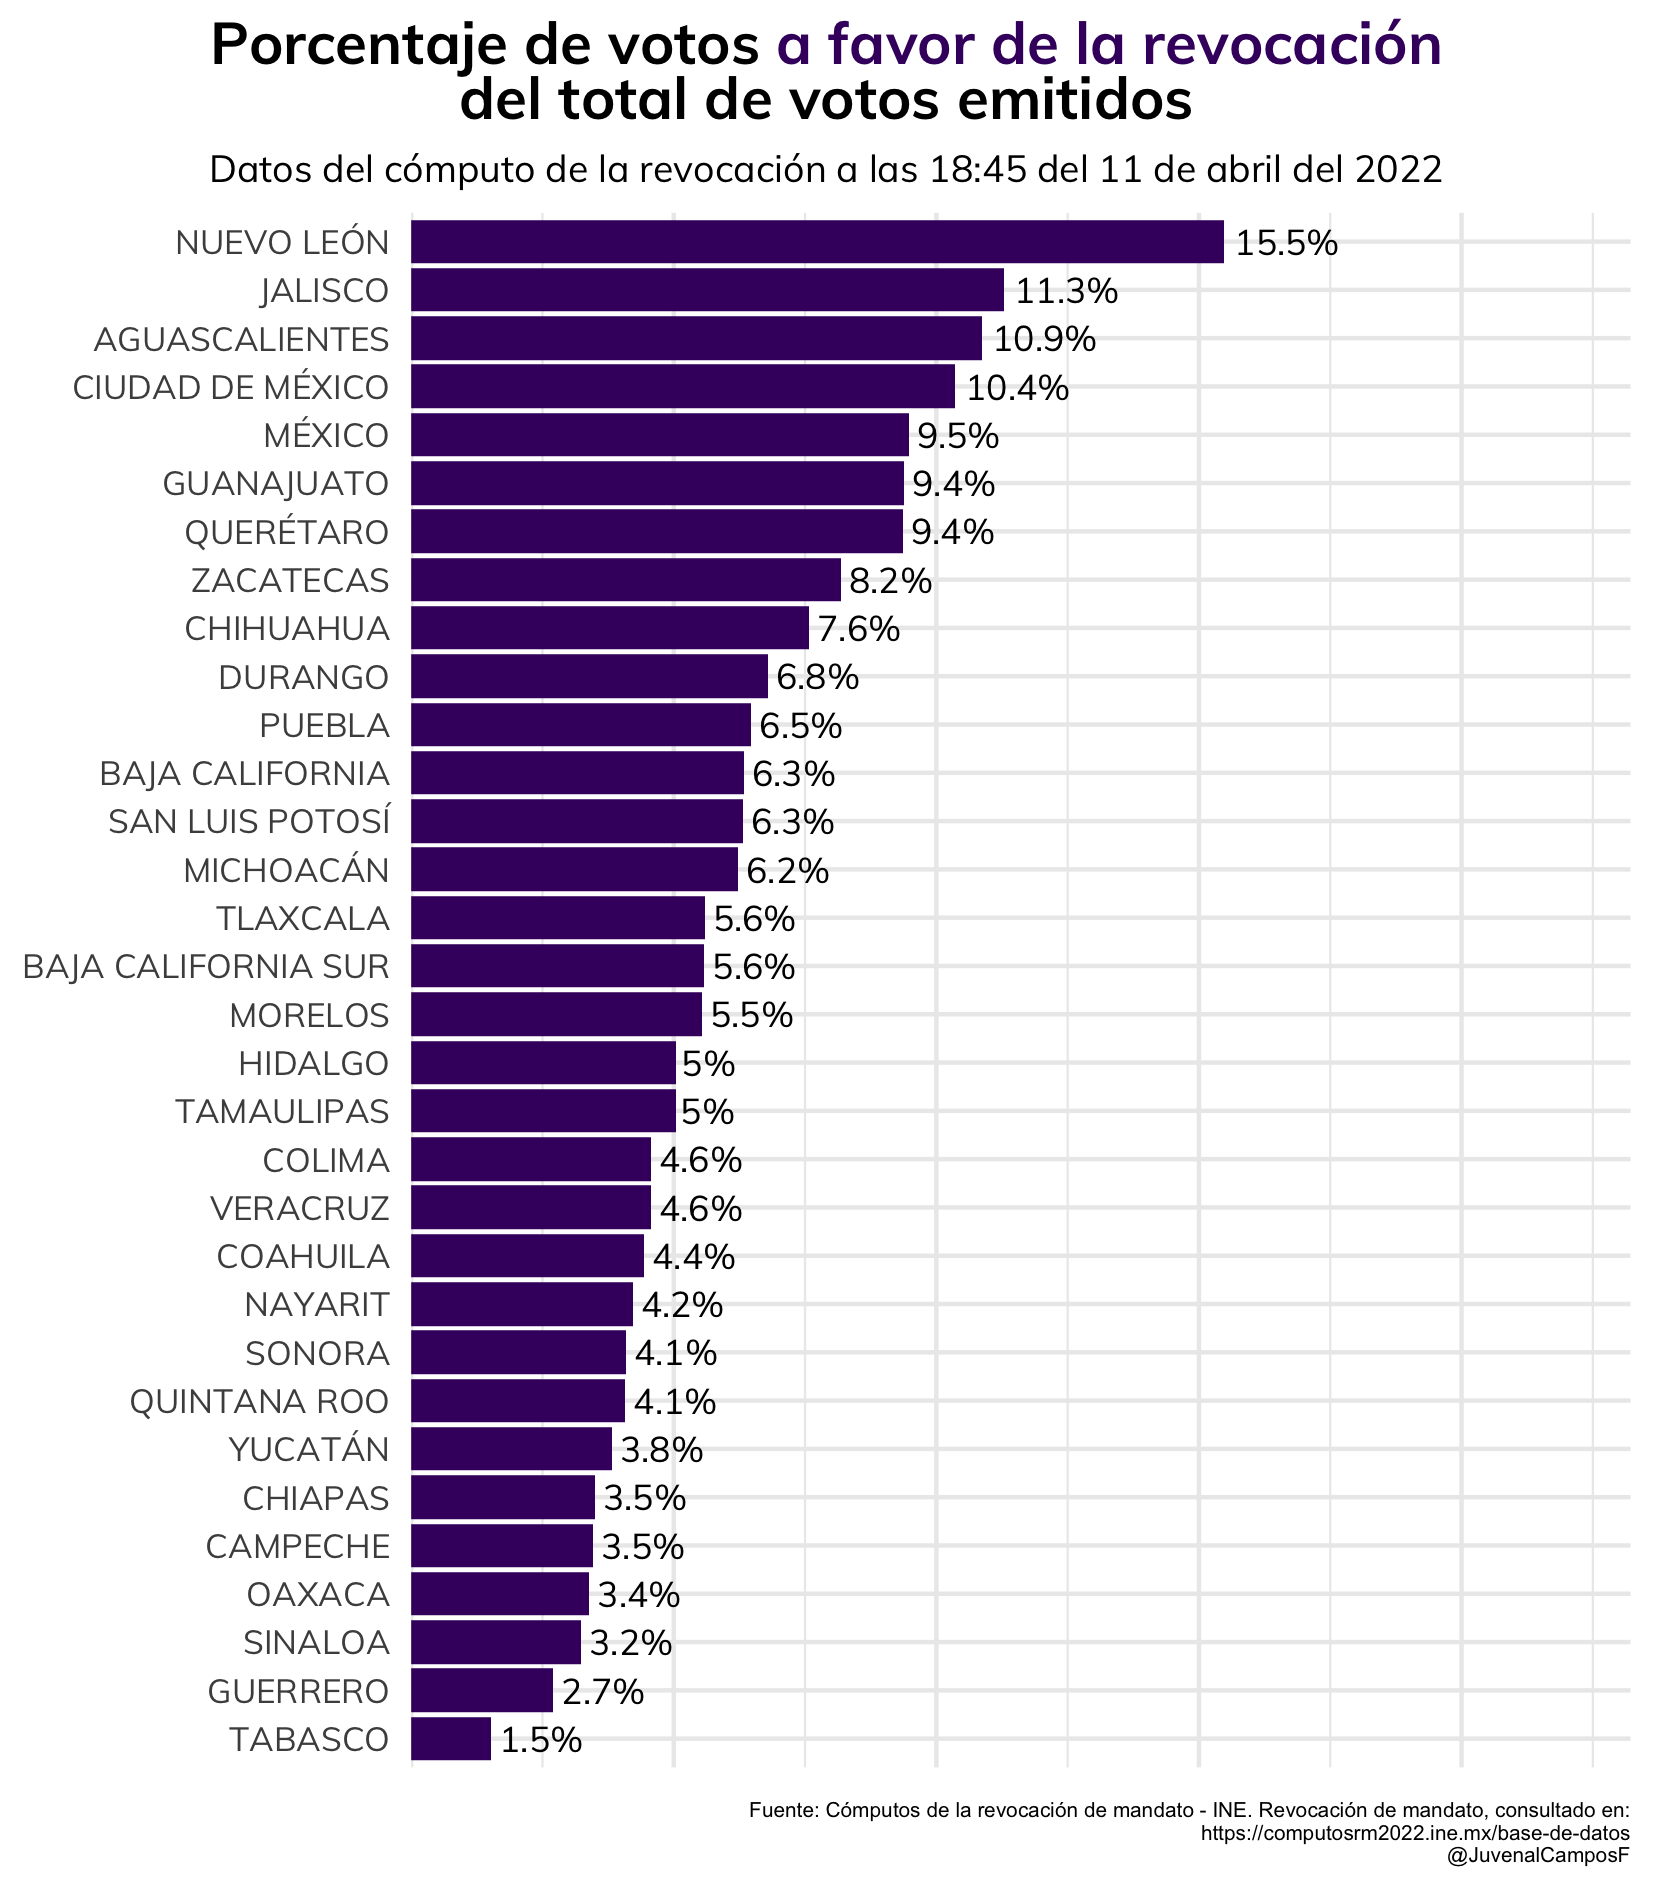 Porcentaje de votos a favor de la revocación
del total de votos emitidos
Datos del cómputo de la revocación a las 18:45 del 11 de abril del 2022
NUEVO LEÓN 15.5%
JALISCO 11.3%
AGUASCALIENTES 10.9%
CIUDAD DE MÉXICO 10.4%
MÉXICO 9.5%
GUANAJUATO 9.4%
QUERÉTARO 9.4%
ZACATECAS 8.2%
CHIHUAHUA 7.6%
DURANGO 6.8%
PUEBLA 6.5%
BAJA CALIFORNIA 6.3%
SAN LUIS POTOSÍ 6.3%
MICHOACÁN 6.2%
TLAXCALA 5.6%
BAJA CALIFORNIA SUR 5.6%
MORELOS 5.5%
HIDALGO 5%
TAMAULIPAS 5%
COLIMA 4.6%
VERACRUZ 4.6%
COAHUILA 4.4%
NAYARIT 4.2%
SONORA 4.1%
QUINTANA ROO 4.1%
YUCATÁN 3.8%
CHIAPAS 3.5%
CAMPECHE 3.5%
OAXACA 3.4%
SINALOA 3.2%
GUERRERO 2.7%
TABASCO 1.5%
Fuente: Cómputos de la revocación de mandato - INE. Revocación de mandato, consultado en:
https://computosrm2022.ine.mx/base-de-datos
@JuvenalCamposF